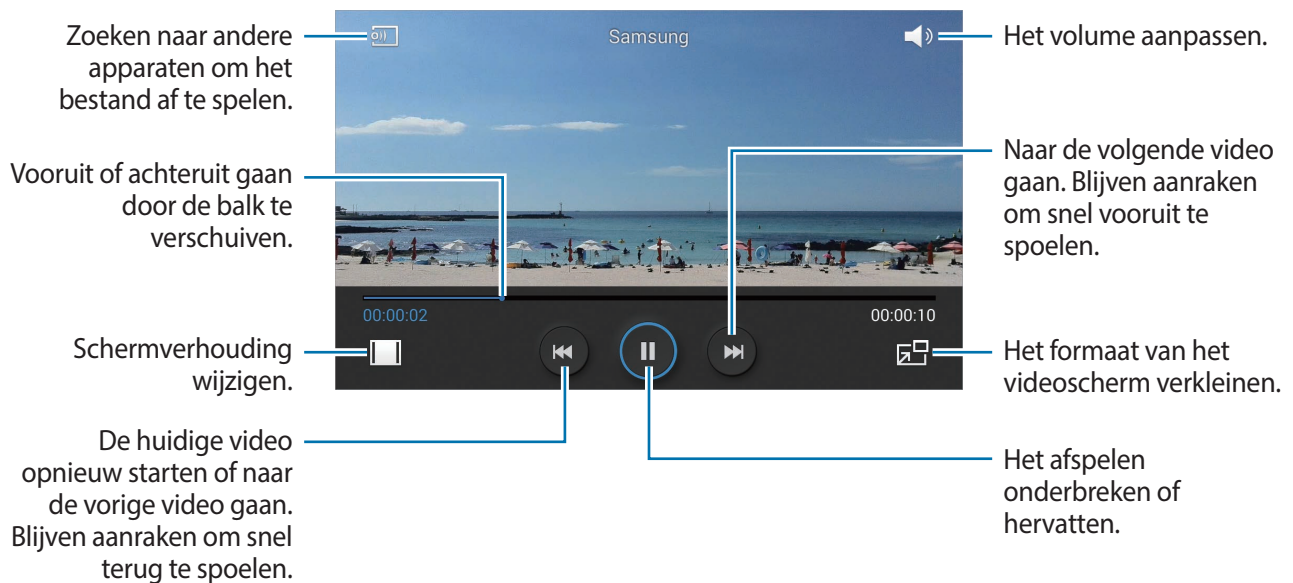 Zoeken naar andere
apparaten om het
bestand af te spelen.
Vooruit of achteruit gaan
door de balk te
verschuiven.
Schermverhouding
wijzigen.
De huidige video
opnieuw starten of naar
de vorige video gaan.
Blijven aanraken om snel
terug te spoelen.
Samsung
00:00:02
00:00:10
Het volume aanpassen.
Naar de volgende video
gaan. Blijven aanraken
om snel vooruit te
spoelen.
Het formaat van het
videoscherm verkleinen.
Het afspelen
onderbreken of
hervatten.